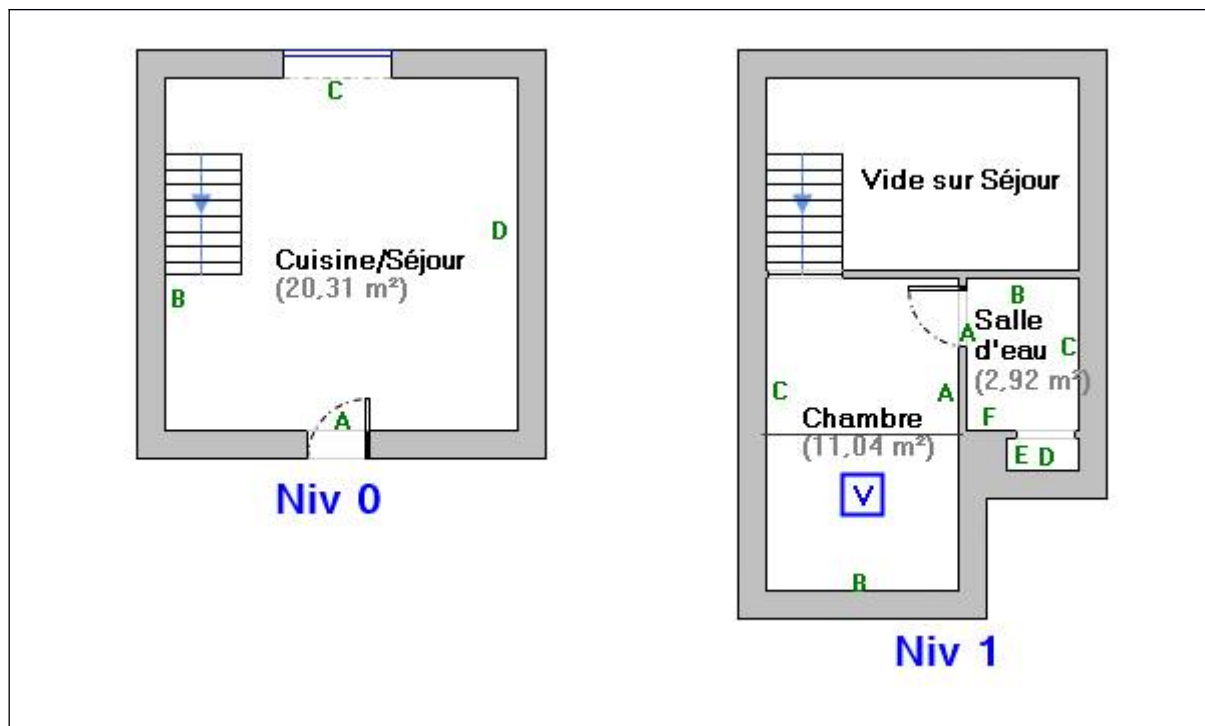 C
D
Cuisine/Séjour
(20,31 m²)
B
A
Niv 0
Vide sur Séjour
B
A
Salle
d'eau
C
(2,92 m²)
C
A
F
Chambre
(11,04 m²)
E D
V
B
Niv 1